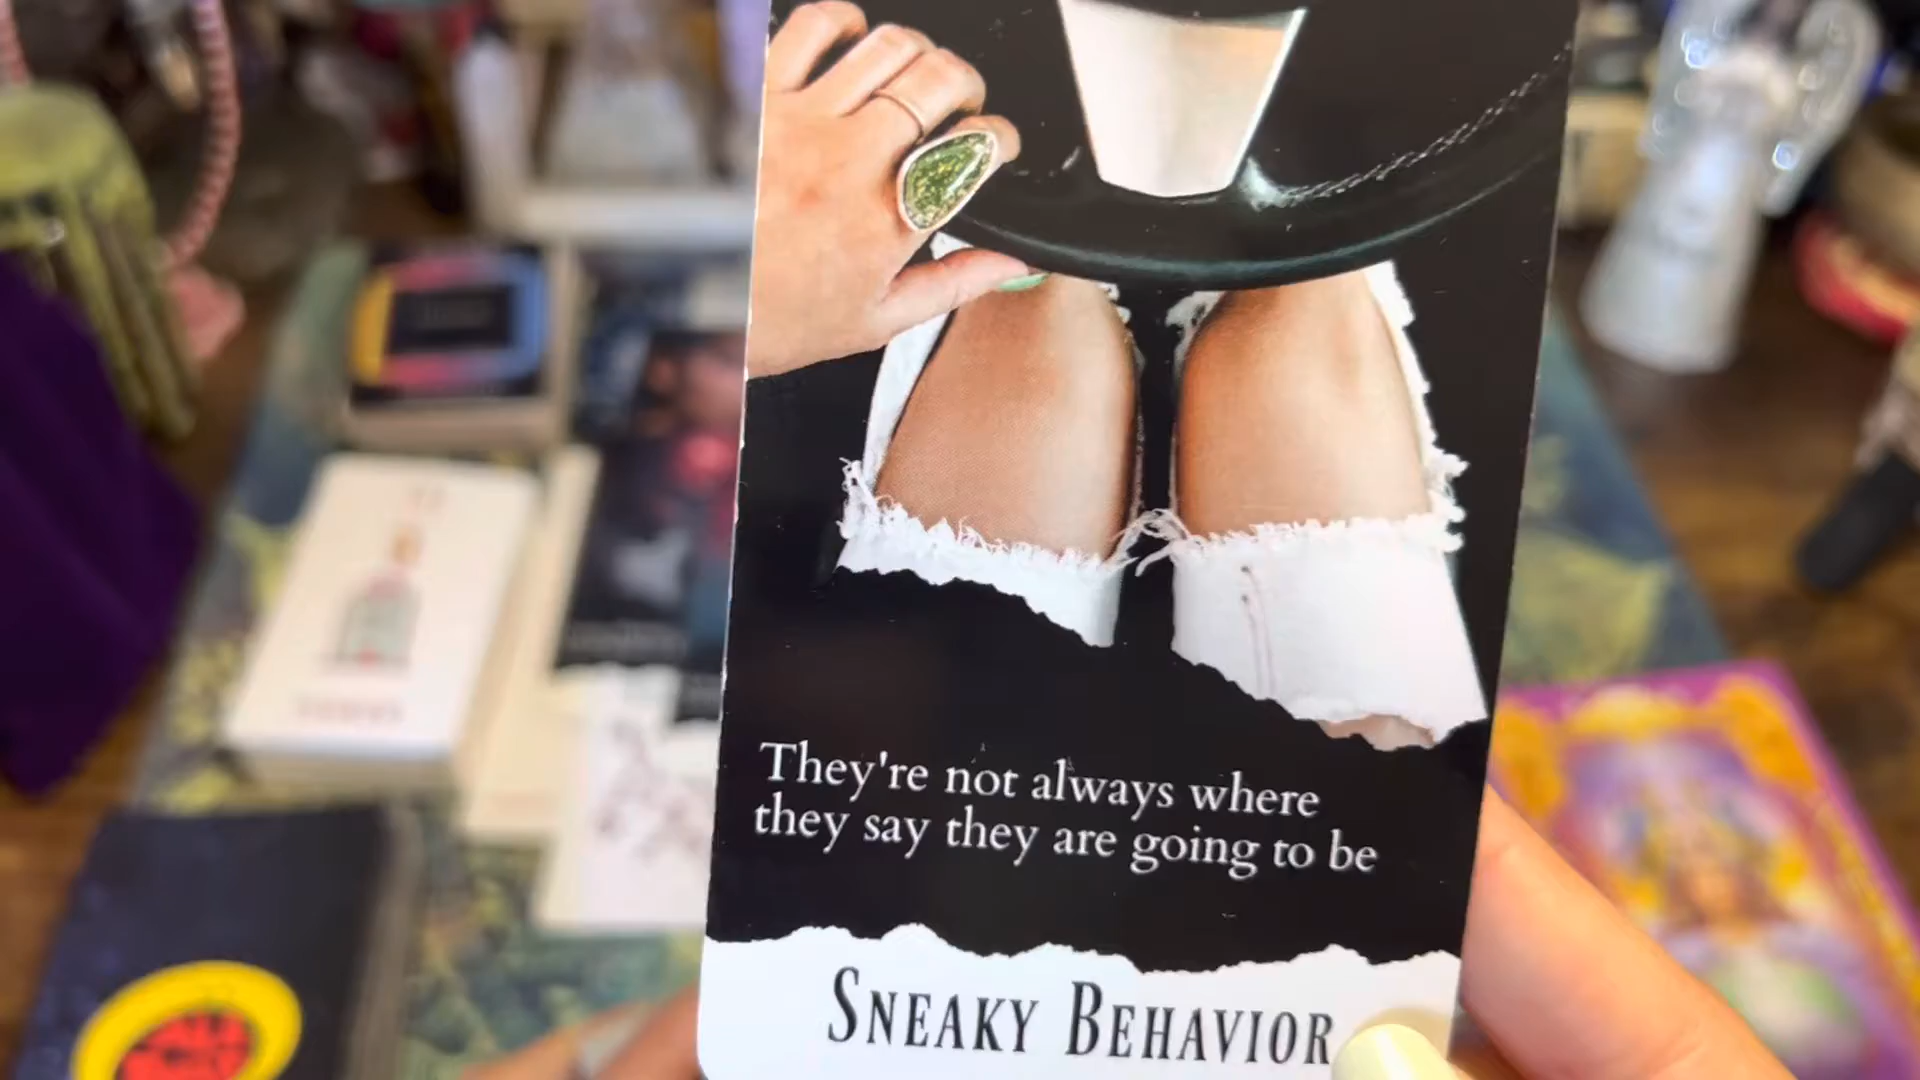 They're not always where
they say they are going to be
SNEAKY BEHAVIOR